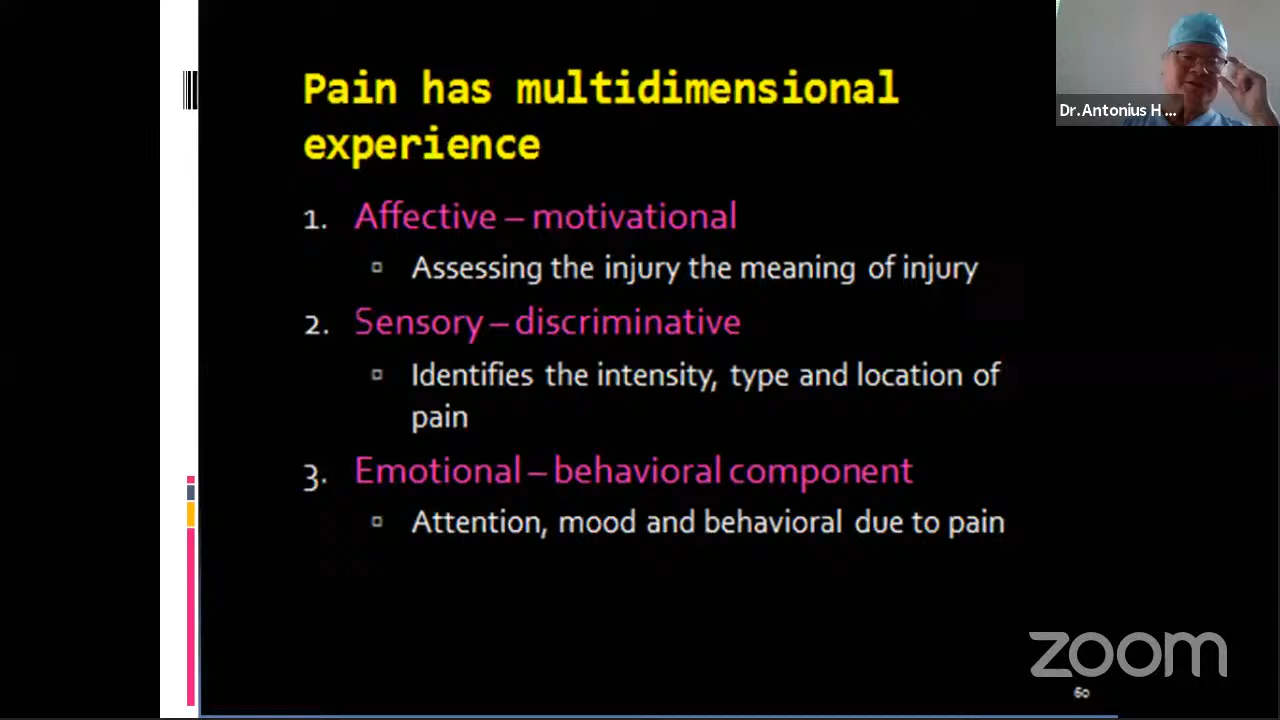 Pain has multidimensional
experience
1. Affective – motivational
▫ Assessing the injury the meaning of injury
2. Sensory – discriminative
▫ Identifies the intensity, type and location of
pain
3. Emotional – behavioral component
▫ Attention, mood and behavioral due to pain
Dr.Antonius H ...
zoom
60